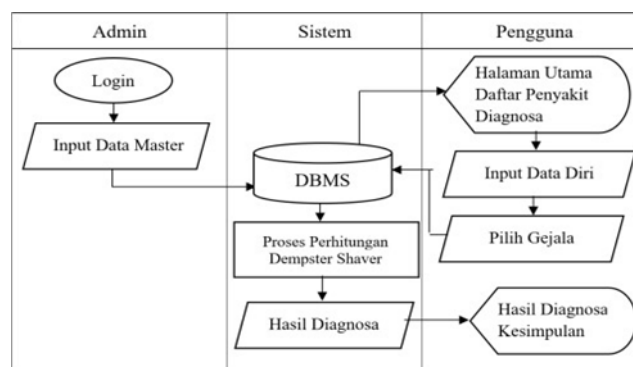 Admin
Sistem
Pengguna
Login
Input Data Master
DBMS
Proses Perhitungan
Dempster Shaver
Hasil Diagnosa
Halaman Utama
Daftar Penyakit
Diagnosa
Input Data Diri
Pilih Gejala
Hasil Diagnosa
Kesimpulan